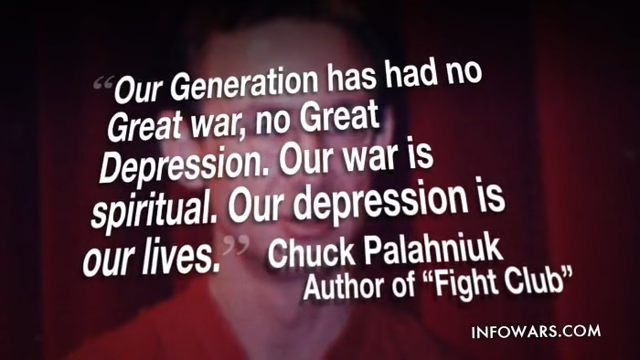 “Our Generation has had no
Great war, no Great
Depression. Our war is
spiritual. Our depression is
our lives.” Chuck Palahniuk
Author of “Fight Club”
INFOWARS.COM